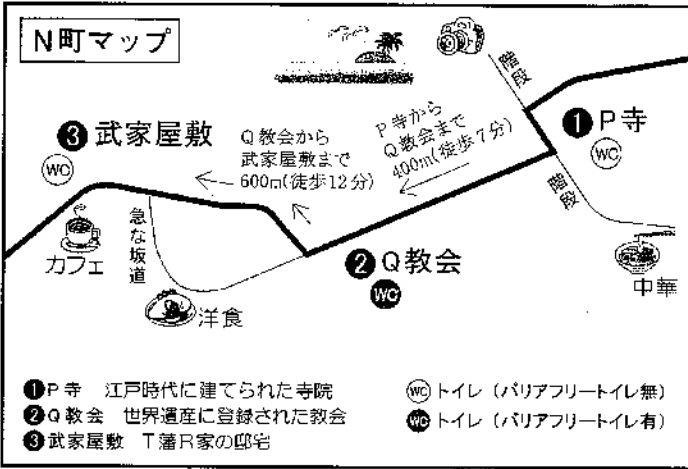 N町マップ
階段
❶P寺
WC
P寺から
Q教会まで
400m(徒歩7分)
階段
❸武家屋敷
WC
Q教会から
武家屋敷まで
600m(徒歩12分)
急な坂道
カフェ
❷Q教会
WC
洋食
中華
❶P寺 江戸時代に建てられた寺院
❷Q教会 世界遺産に登録された教会
❸武家屋敷 T藩R家の邸宅
WC トイレ(バリアフリートイレ無)
WC トイレ(バリアフリートイレ有)